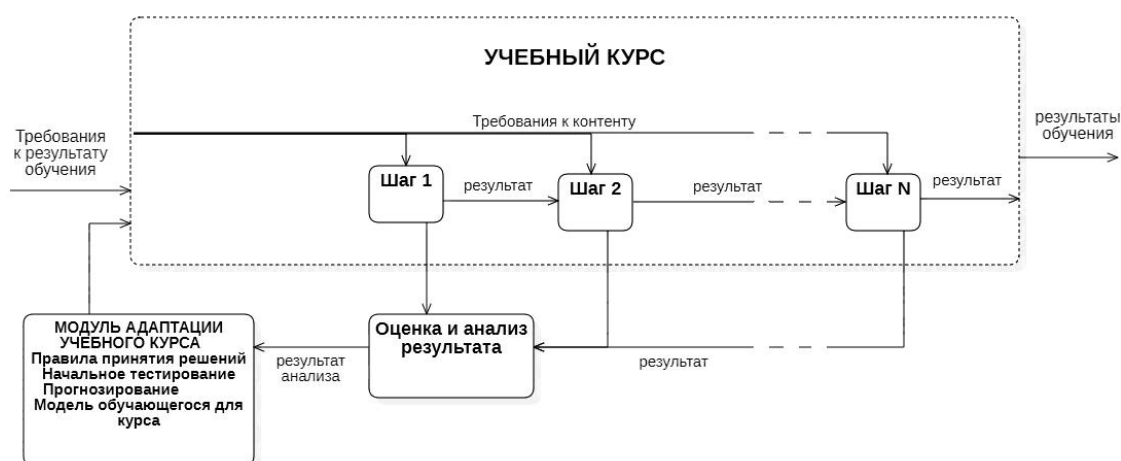 УЧЕБНЫЙ КУРС
Требования
к результату
обучения
Требования к контенту
результаты
обучения
Шаг 1
результат
Шаг 2
результат
Шаг N
результат
МОДУЛЬ АДАПТАЦИИ
УЧЕБНОГО КУРСА
Правила принятия решений
Начальное тестирование
Прогнозирование
Модель обучающегося для
курса
результат
анализа
Оценка и анализ
результата
результат